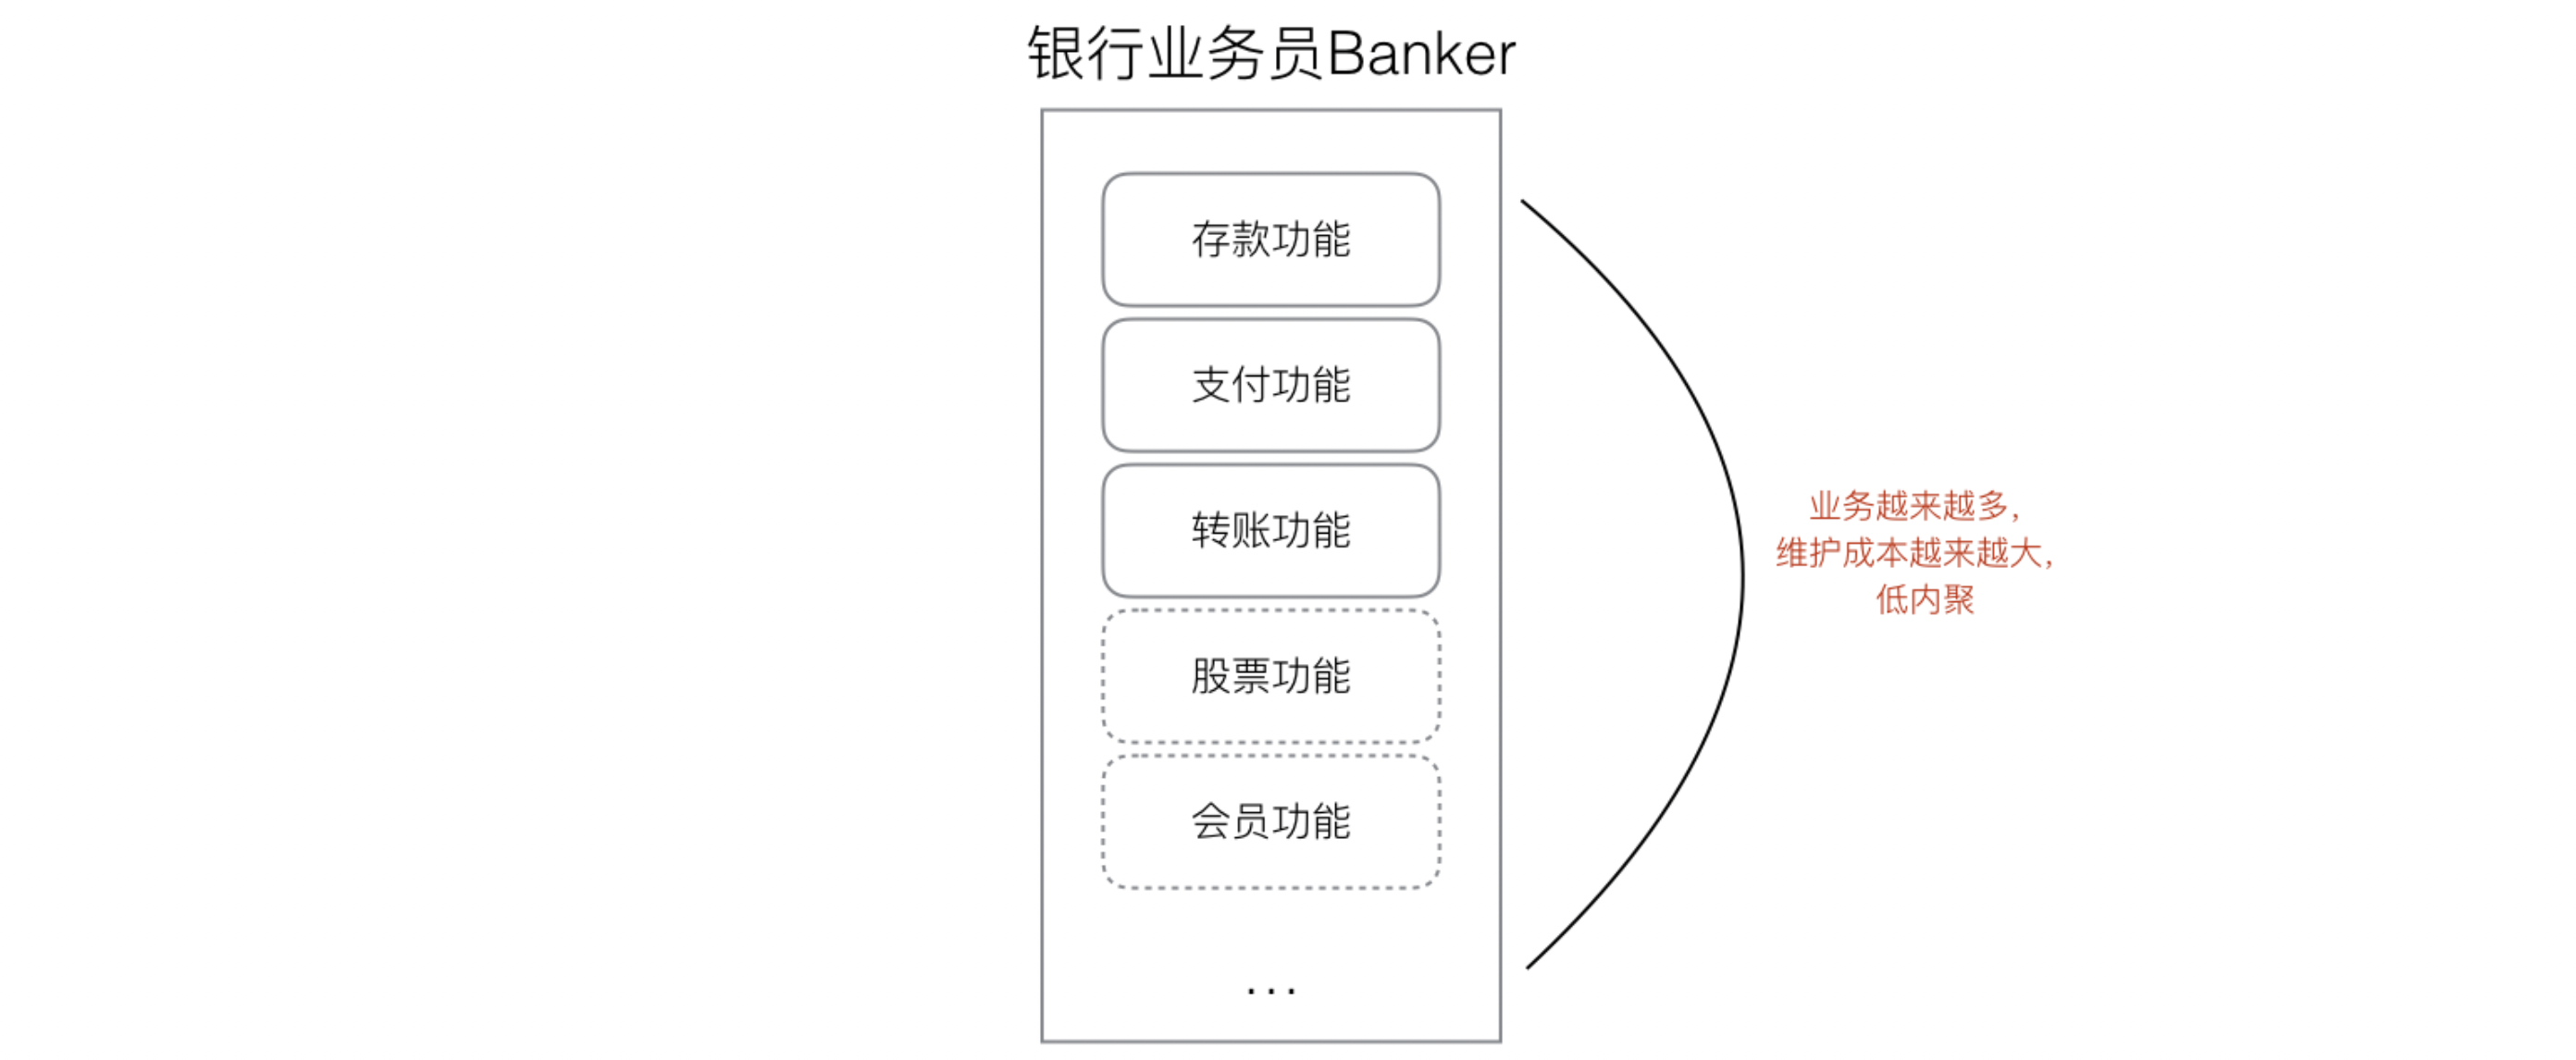 银行业务员Banker
存款功能
支付功能
转账功能
股票功能
会员功能
...
业务越来越多，
维护成本越来越大，
低内聚